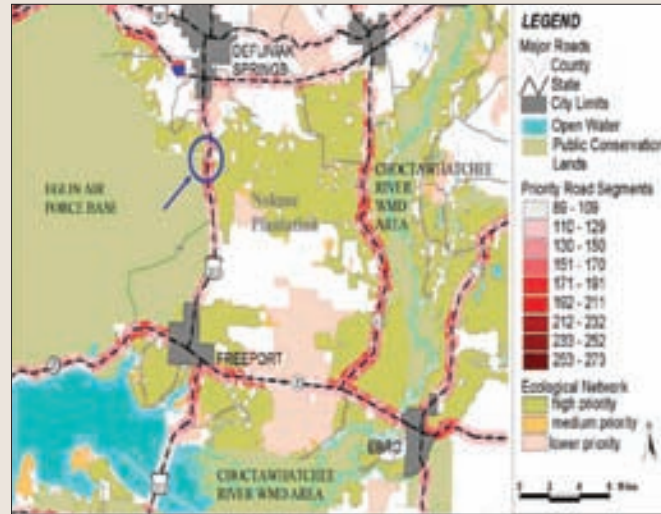 DEFUNIAK
SPRINGS
EGLIN AIR
FORCE BASE
Nokuse
Plantation
CHOCTAWHATCHEE
RIVER
WMD
AREA
FREEPORT
EBRO
CHOCTAWHATCHEE
RIVER WMD AREA
LEGEND
Major Roads
County
State
City Limits
Open Water
Public Conservation
Lands
Priority Road Segments
89 - 109
110 - 129
130 - 150
151 - 170
171 - 191
192 - 211
212 - 232
233 - 252
253 - 273
Ecological Network
high priority
medium priority
lower priority